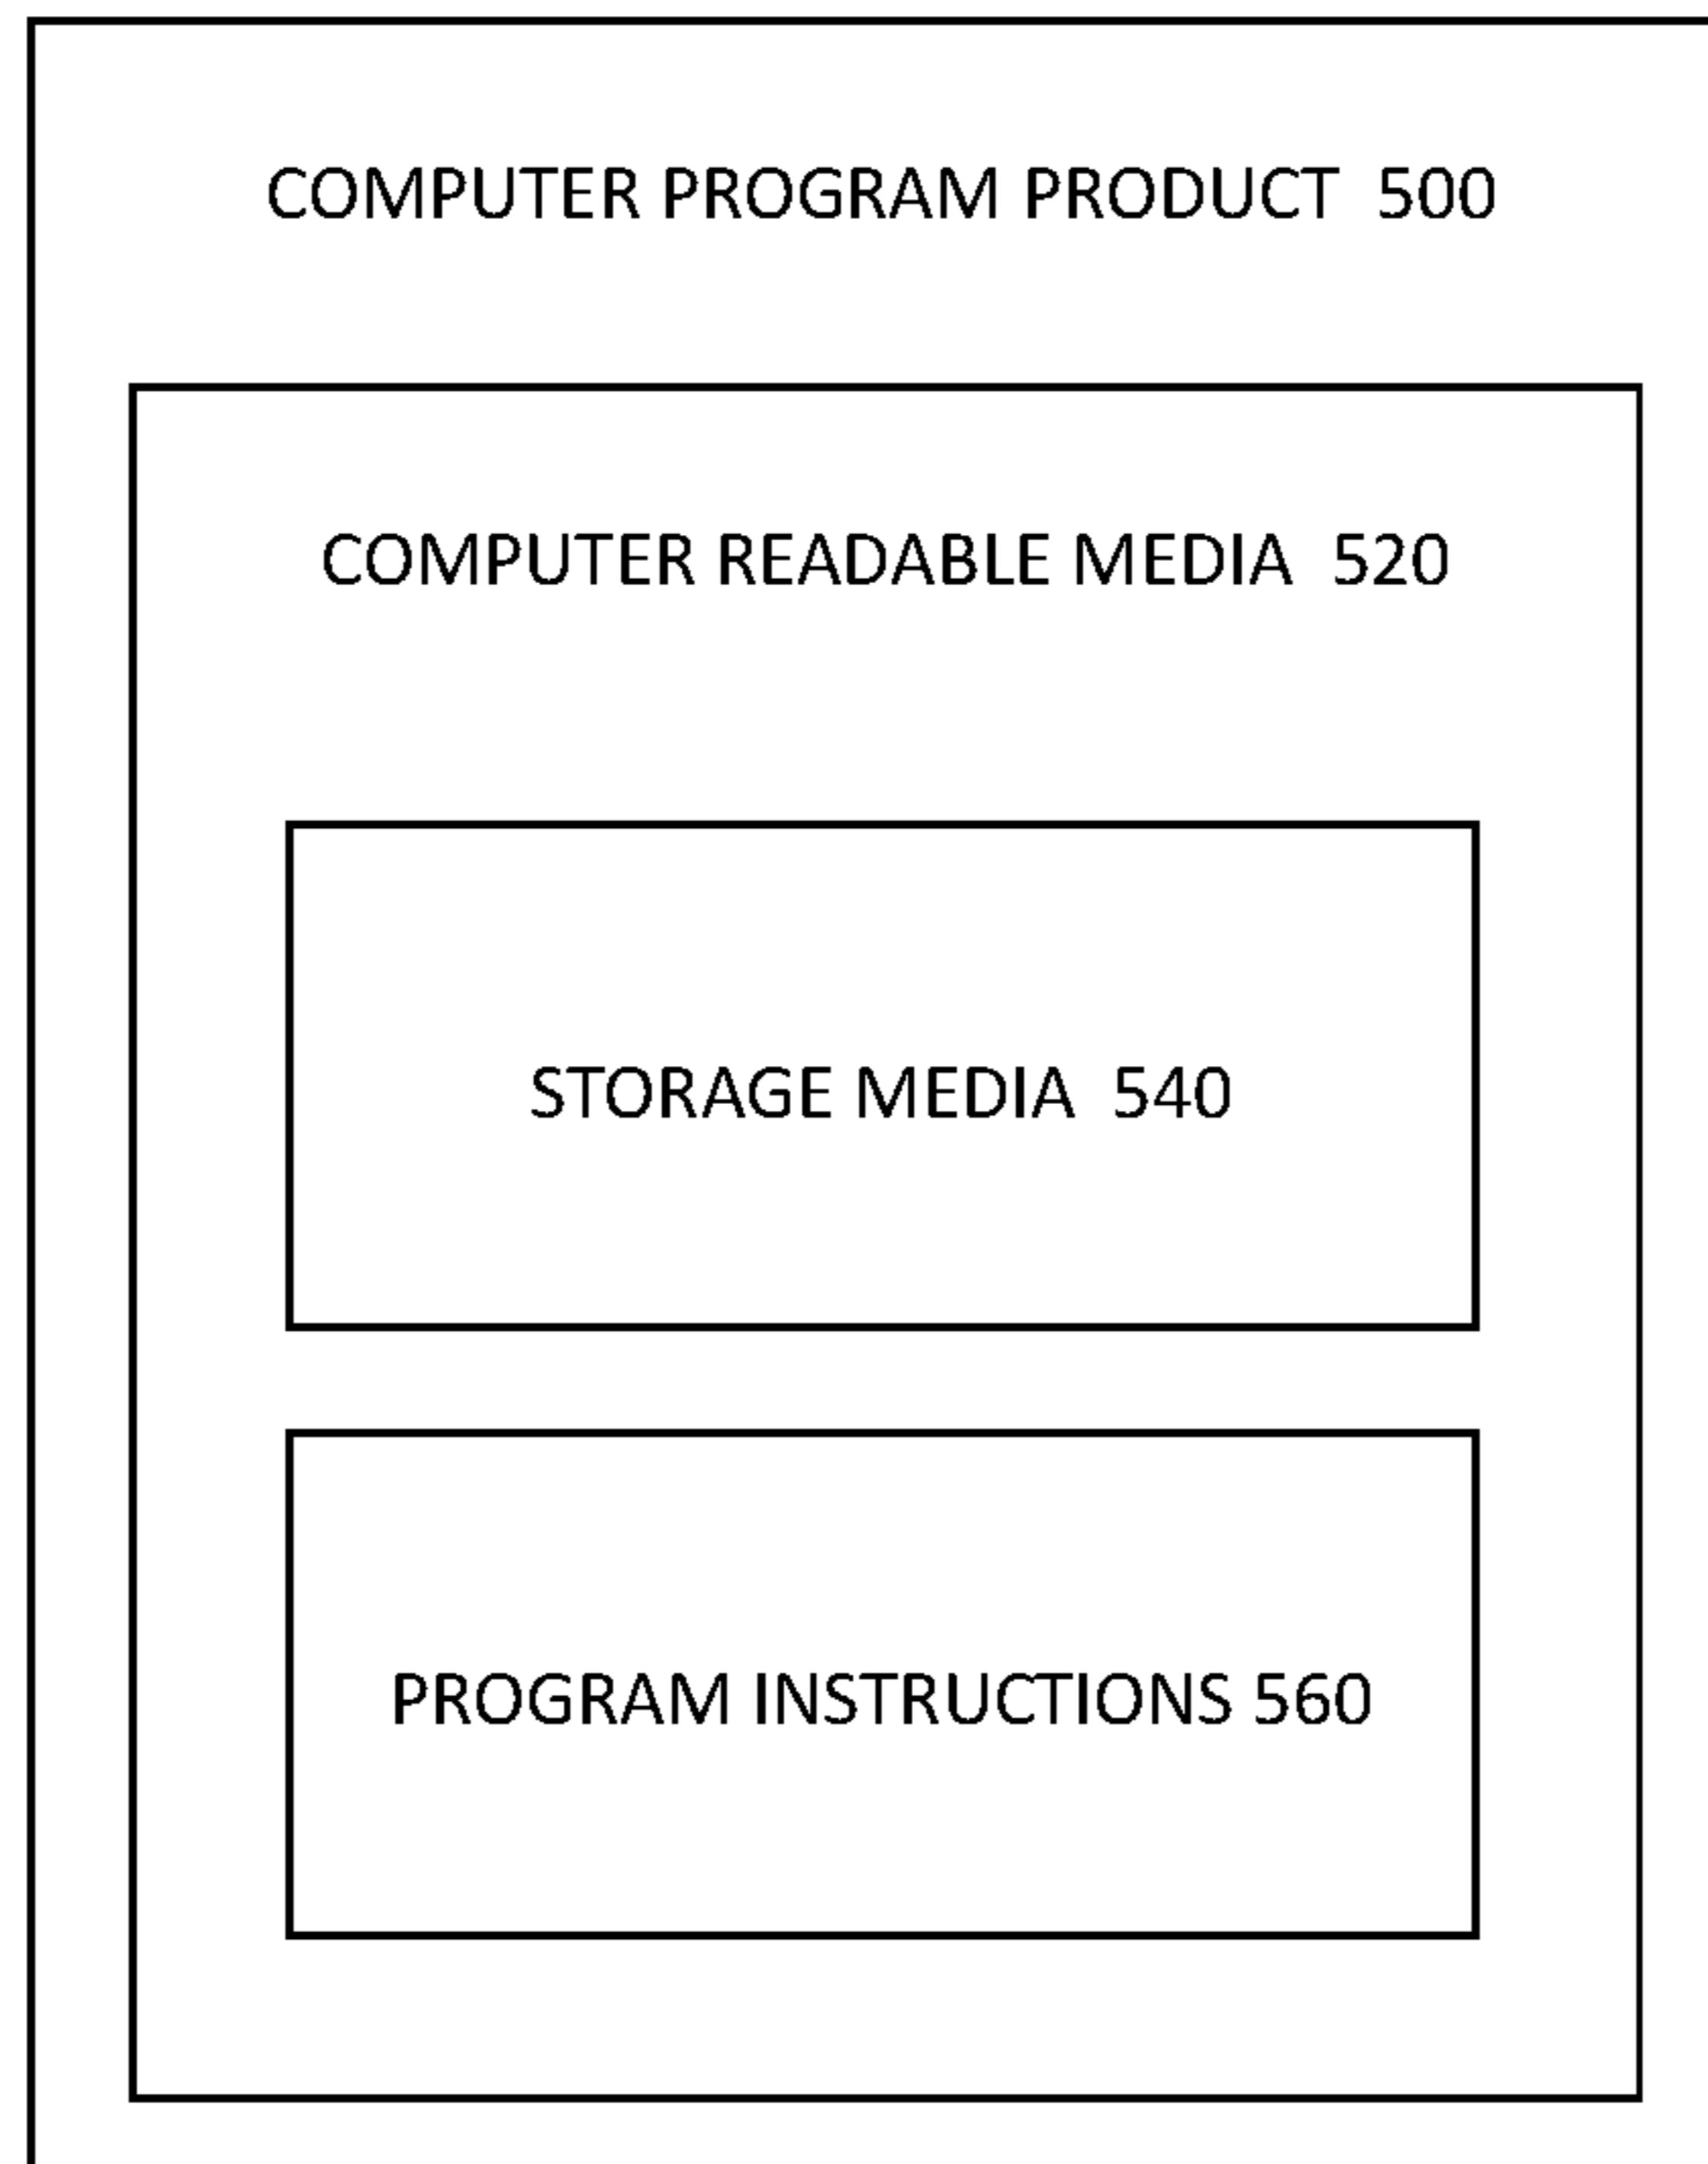 COMPUTER PROGRAM PRODUCT 500
COMPUTER READABLE MEDIA 520
STORAGE MEDIA 540
PROGRAM INSTRUCTIONS 560